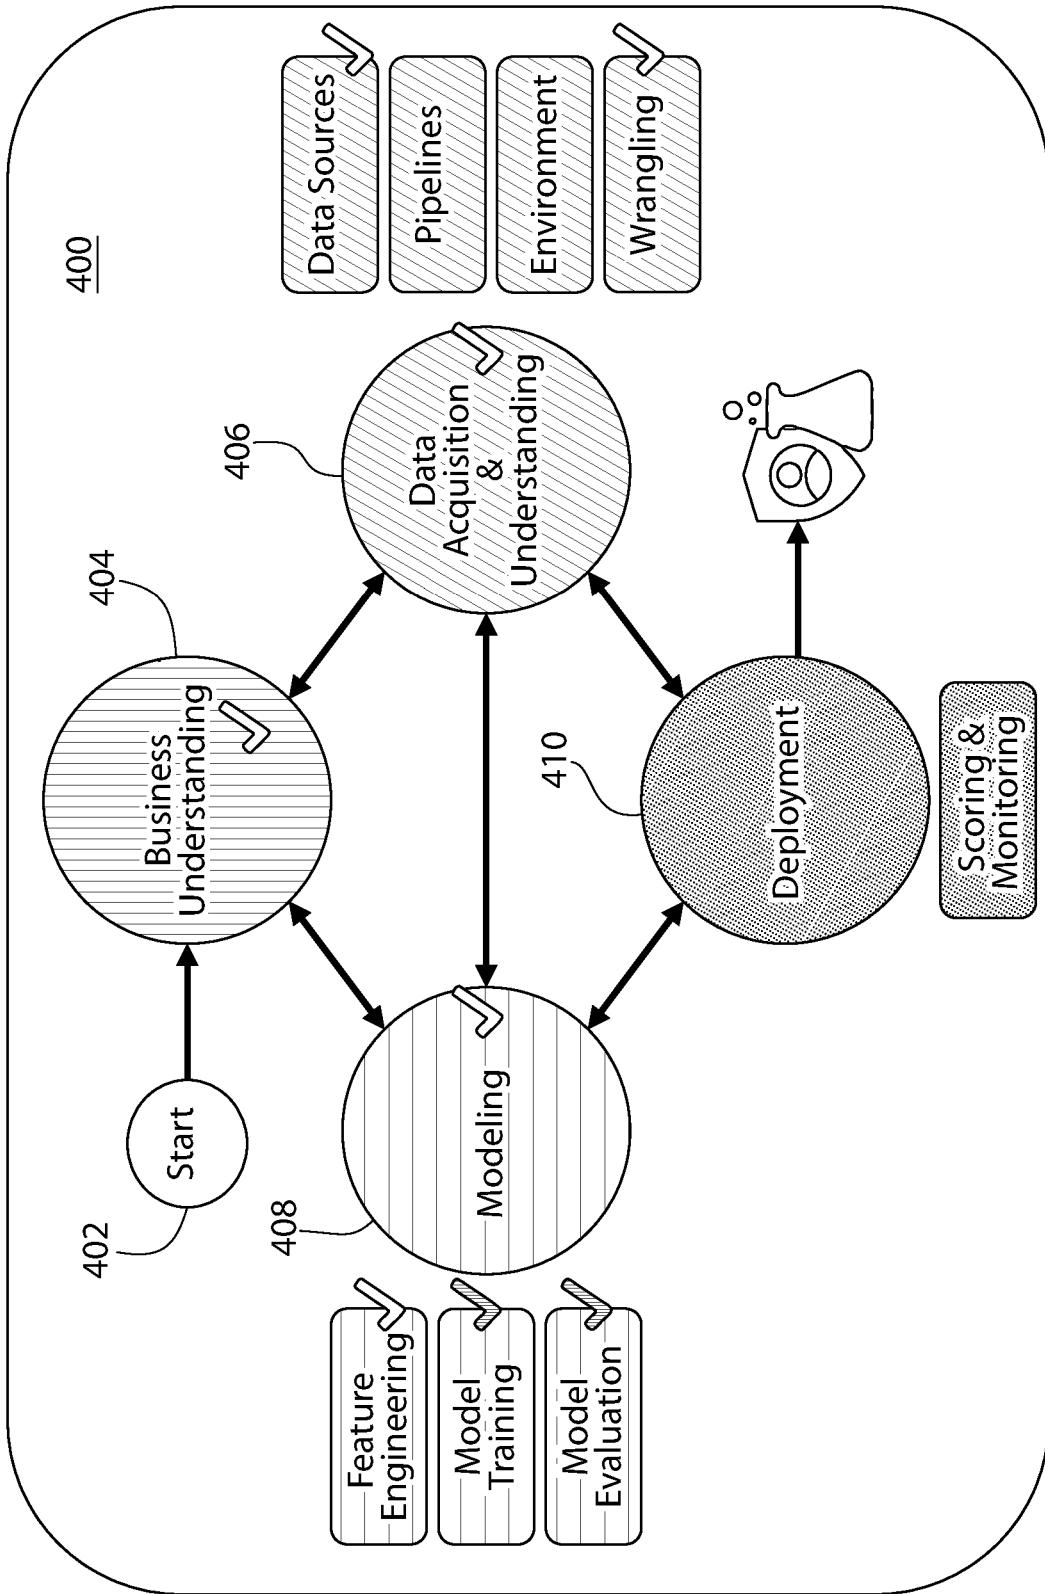 400
402
Start
404
Business
Understanding
406
Data
Acquisition
&
Understanding
408
Modeling
410
Deployment
Feature
Engineering
Model
Training
Model
Evaluation
Data Sources
Pipelines
Environment
Wrangling
Scoring &
Monitoring